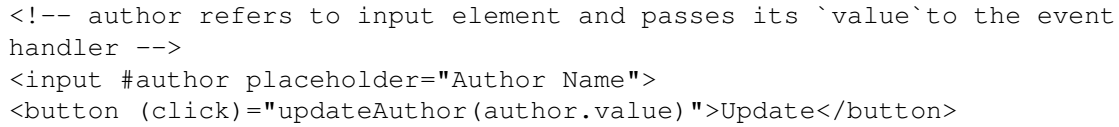 <!-- author refers to input element and passes its `value`to the event
handler -->
<input #author placeholder="Author Name">
<button (click)="updateAuthor(author.value)">Update</button>